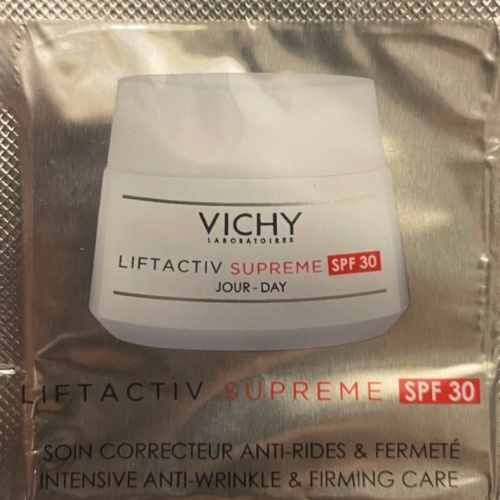 VICHY
LABORATOIRES
LIFTACTIV SUPREME SPF 30
JOUR - DAY
LIFTACTIV SUPREME SPF 30
SOIN CORRECTEUR ANTI-RIDES & FERMETÉ
INTENSIVE ANTI-WRINKLE & FIRMING CARE